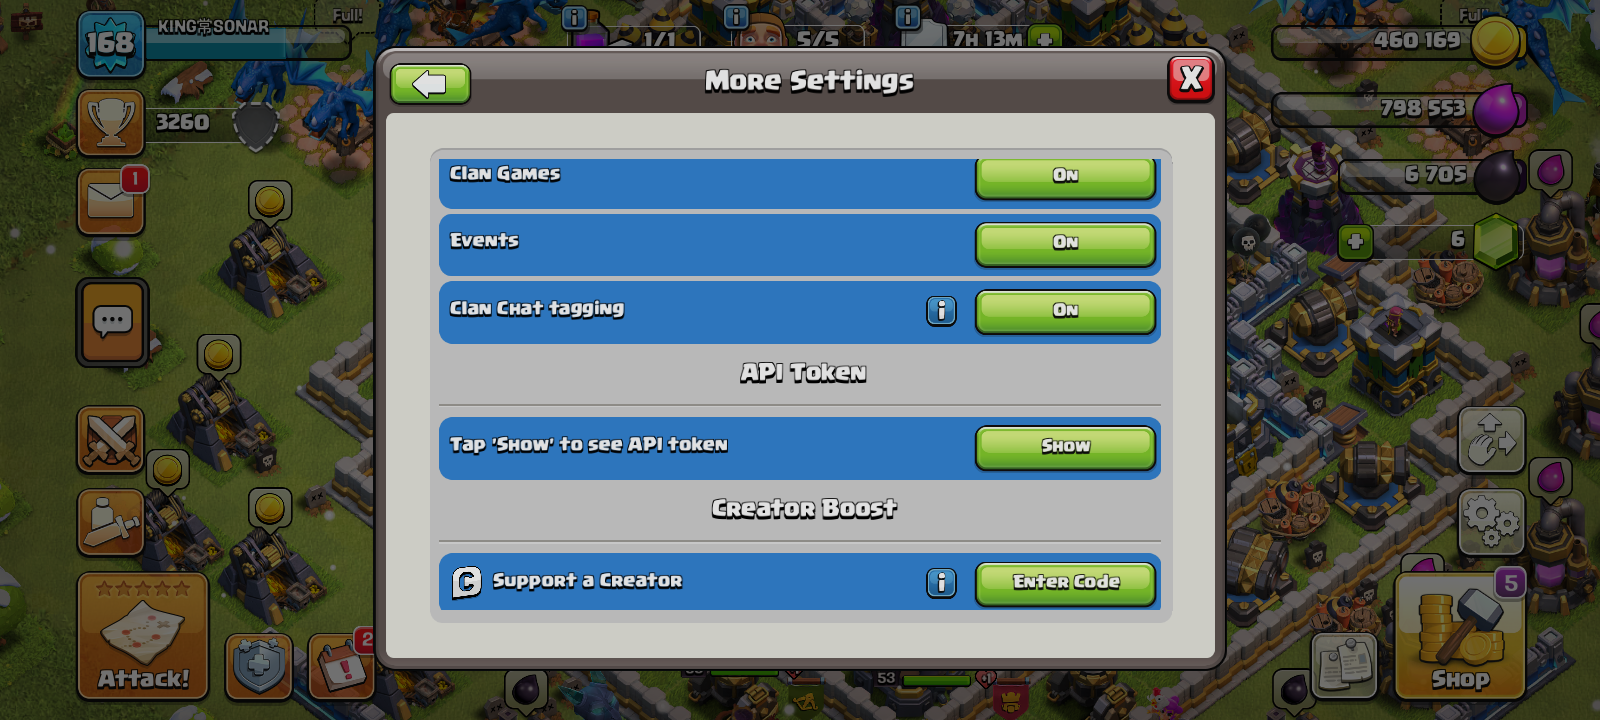 168
KING常SONAR
Full!
1/1
5/5
7H 13M
Full!
460 169
3260
798 553
6 705
6
1
More Settings
X
Clan Games
On
Events
On
Clan Chat tagging
i
On
API Token
Tap 'Show' to see API token
Show
Creator Boost
C Support a Creator
i
Enter Code
Attack!
2
53
5
Shop